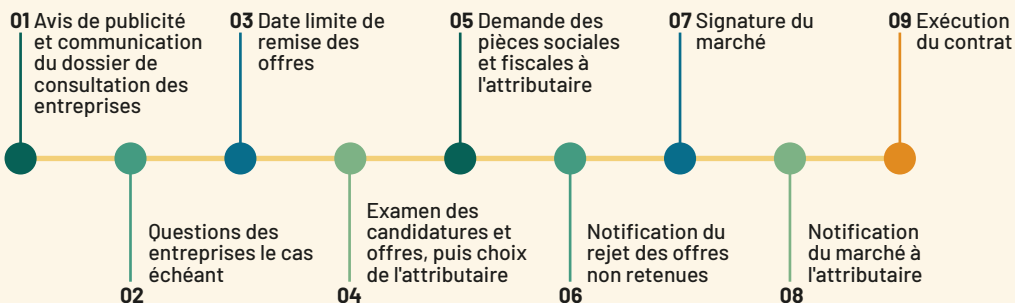 01 Avis de publicité
et communication
du dossier de
consultation des
entreprises
Questions des
entreprises le cas
échéant
02
03 Date limite de
remise des
offres
Examen des
candidatures et
offres, puis choix
de l'attributaire
04
05 Demande des
pièces sociales
et fiscales à
l'attributaire
Notification du
rejet des offres
non retenues
06
07 Signature du
marché
Notification
du marché à
l'attributaire
08
09 Exécution
du contrat